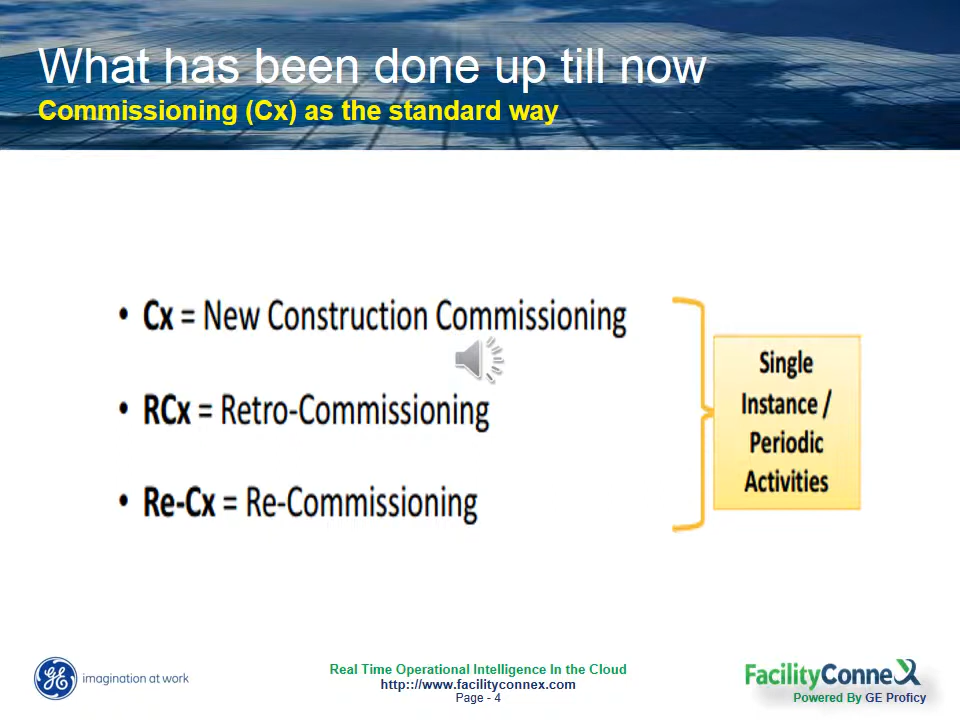 What has been done up till now
Commissioning (Cx) as the standard way
• Cx = New Construction Commissioning
• RCx = Retro-Commissioning
• Re-Cx = Re-Commissioning
Single
Instance /
Periodic
Activities
GE imagination at work
Real Time Operational Intelligence In the Cloud
http:://www.facilityconnex.com
Page - 4
FacilityConneX
Powered By GE Proficy